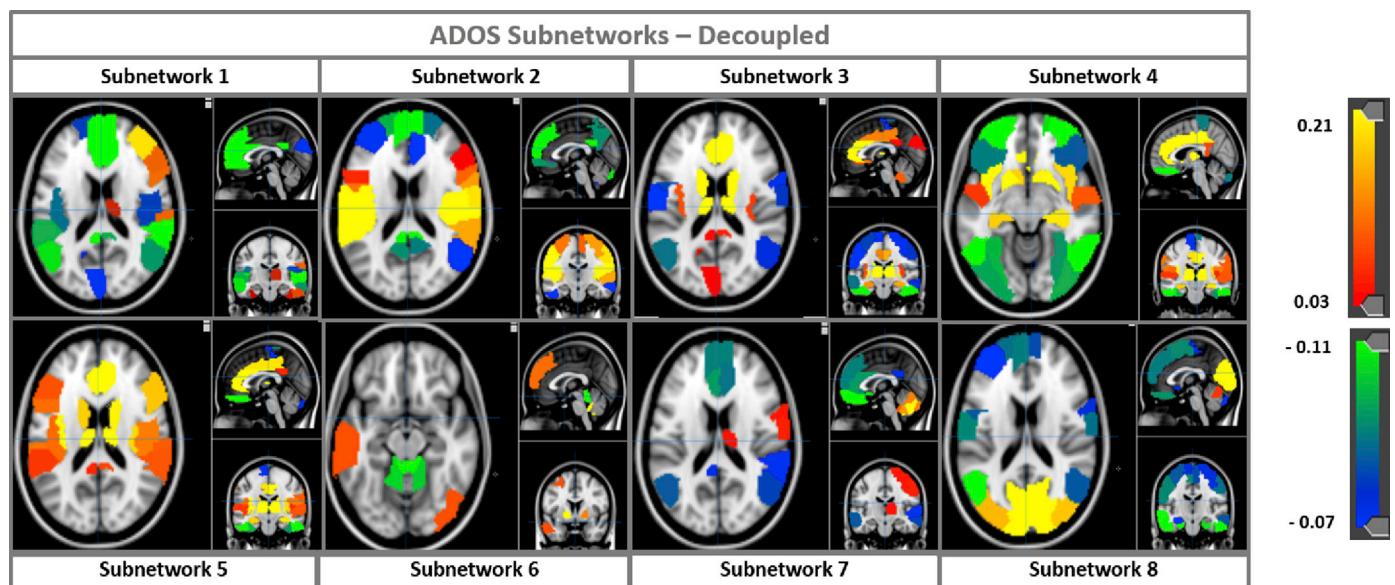 ADOS Subnetworks – Decoupled
Subnetwork 1
Subnetwork 2
Subnetwork 3
Subnetwork 4
0.21
0.03
- 0.11
- 0.07
Subnetwork 5
Subnetwork 6
Subnetwork 7
Subnetwork 8